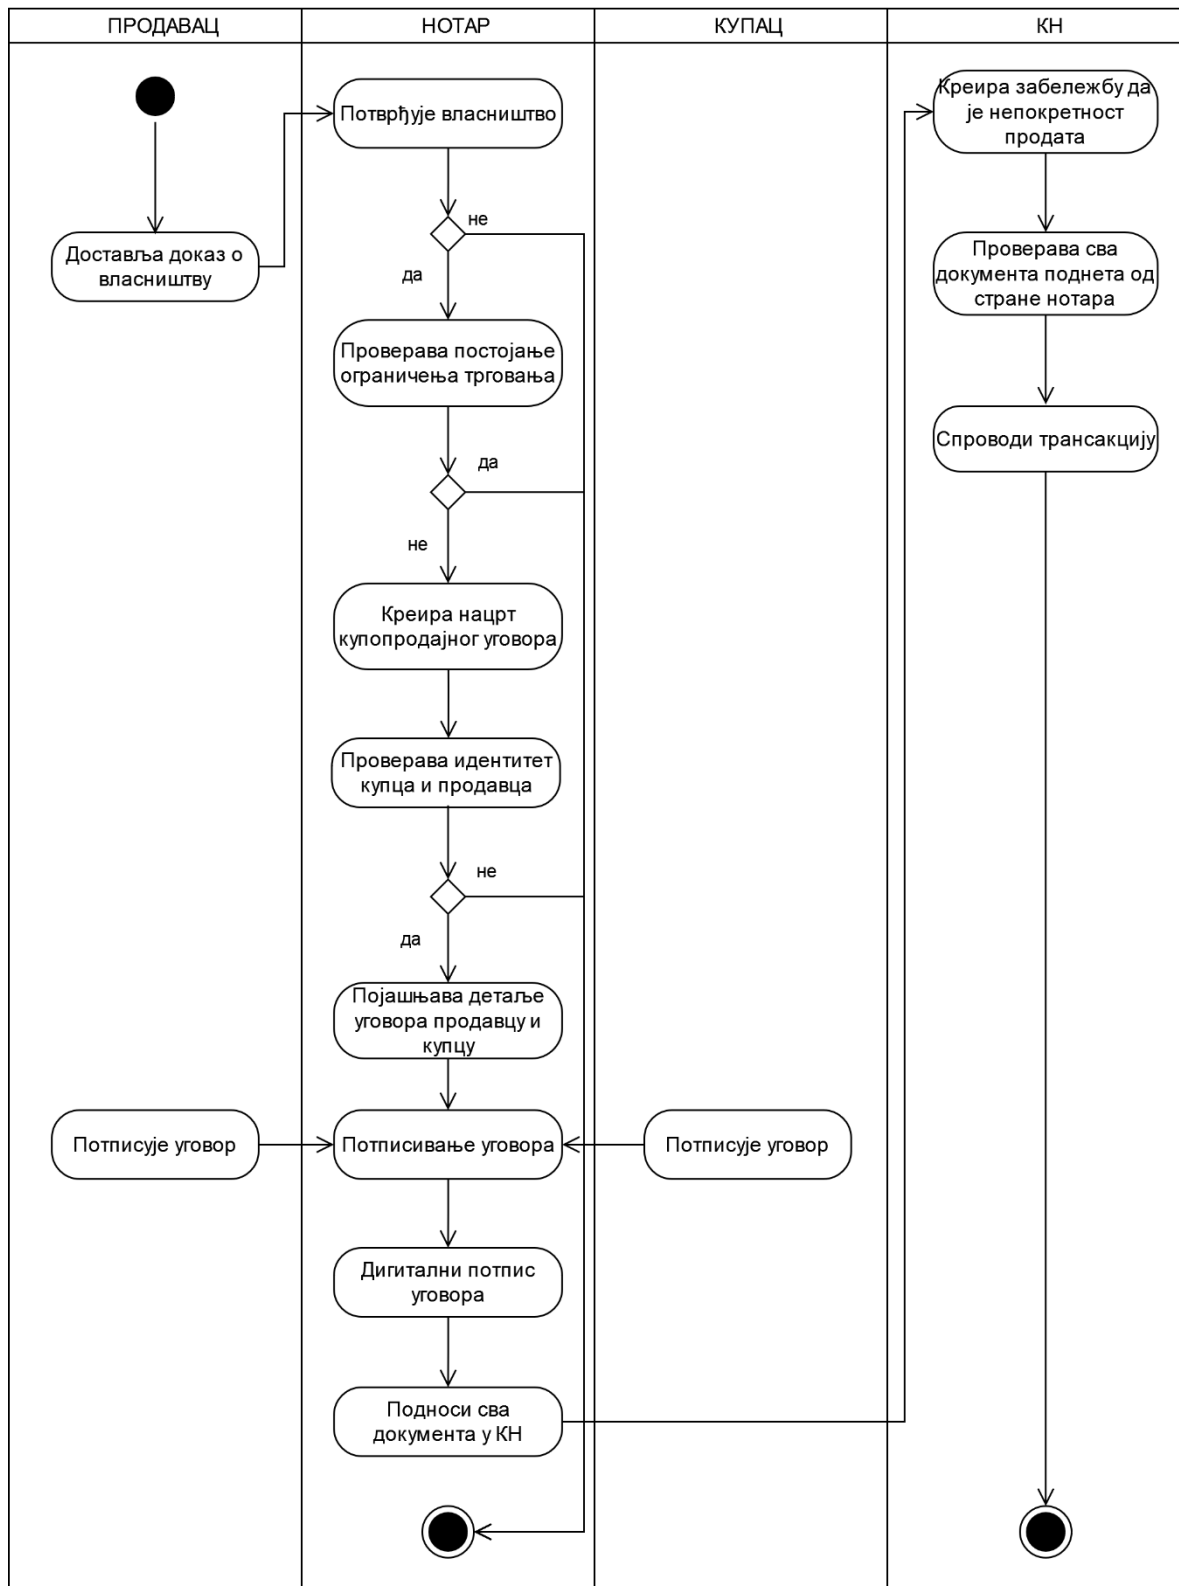 ПРОДАВАЦ
НОТАР
КУПАЦ
КН
Потврђује власништво
не
да
Доставља доказ о
власништву
Проверава постојање
ограничења трговања
да
не
Креира нацрт
купопродајног уговора
Проверава идентитет
купца и продавца
не
да
Појашњава детаље
уговора продавцу и
купцу
Потписује уговор
Потписивање уговора
Потписује уговор
Дигитални потпис
уговора
Подноси сва
документа у КН
Креира забележбу да
је непокретност
продата
Проверава сва
документа поднета од
стране нотара
Спроводи трансакцију